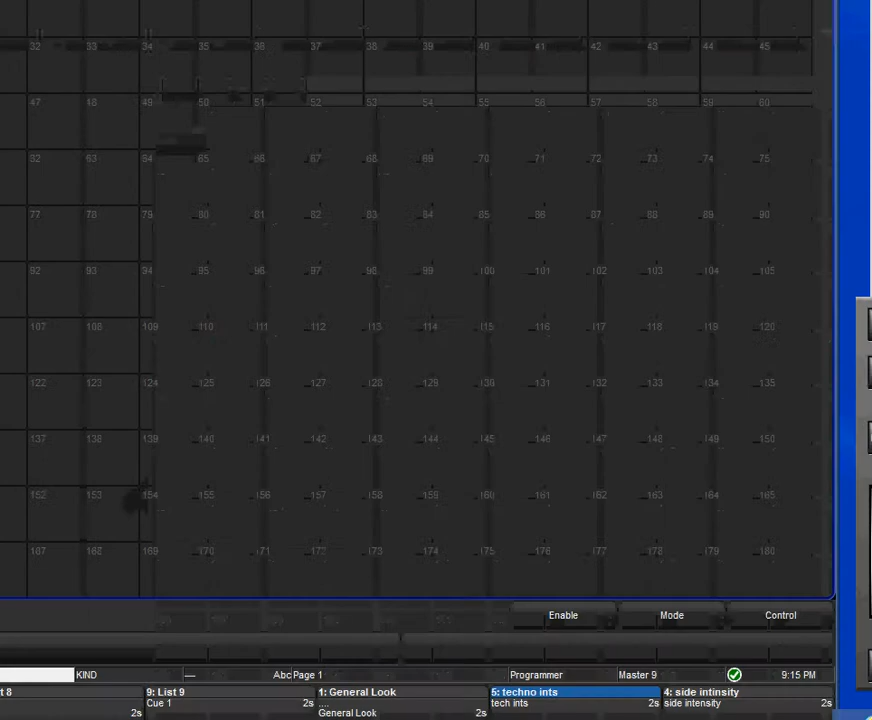 32 33 34 35 36 37 38 39 40 41 42 43 44 45
47 48 49 50 51 52 53 54 55 56 57 58 59 60
63 65 66 67 68 69 70 71 72 73 74 75
77 78 79 80 81 82 83 84 85 86 87 88 89 90
92 93 94 95 96 97 98 99 100 101 102 103 104 105
107 108 109 110 111 112 113 114 115 116 117 118 119 120
122 123 124 125 126 127 128 129 130 131 132 133 134 135
137 138 139 140 141 142 143 144 145 146 147 148 149 150
152 153 154 155 156 157 158 159 160 161 162 163 164 165
168 169 170 171 172 173 174 175 176 177 178 179 180
Enable Mode Control
KIND — Abc Page 1 Programmer Master 9 9:15 PM
t 8 9: List 9 1: General Look 5: techno ints 4: side intinsity
Cue 1 2s .... tech ints 2s side intensity 2s
2s General Look 2s